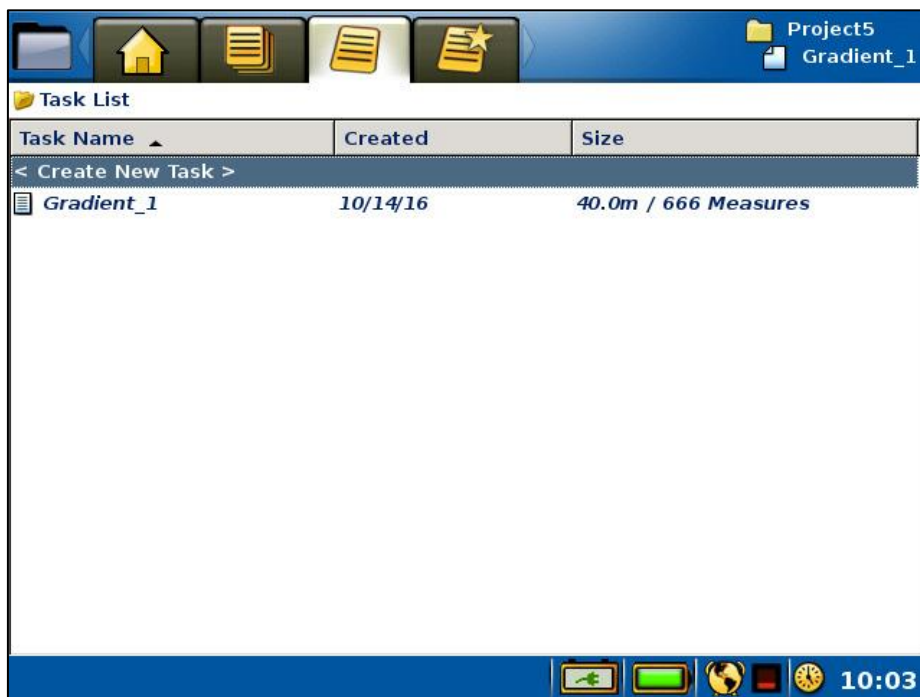 Project5
Gradient_1
Task List
Task Name Created Size
< Create New Task >
Gradient_1 10/14/16 40.0m / 666 Measures
10:03